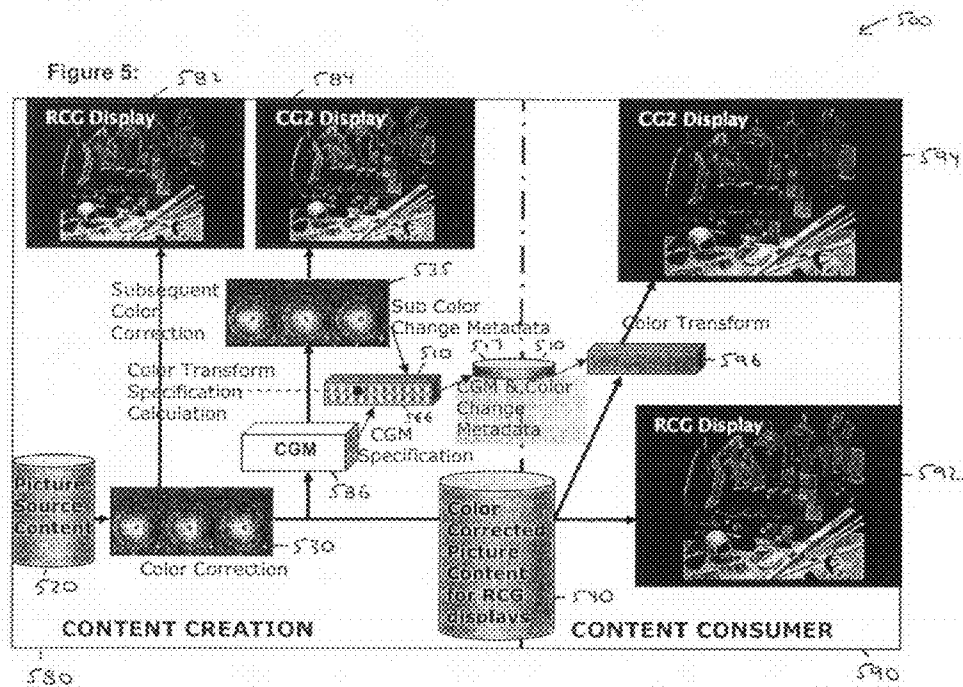 500
Figure 5:
582
584
RCG Display
CG2 Display
CG2 Display
594
535
Subsequent
Color
Correction
Sub Color
Change Metadata
Color Transform
510
510
596
Color Transform
Specification
Calculation
CGM & Color
Change
Metadata
CGM
CGM
Specification
586
RCG Display
592
Picture
Source
Content
Color
Corrected
Picture
Content
for RCG
displays
530
520
Color Correction
540
CONTENT CREATION
CONTENT CONSUMER
580
590